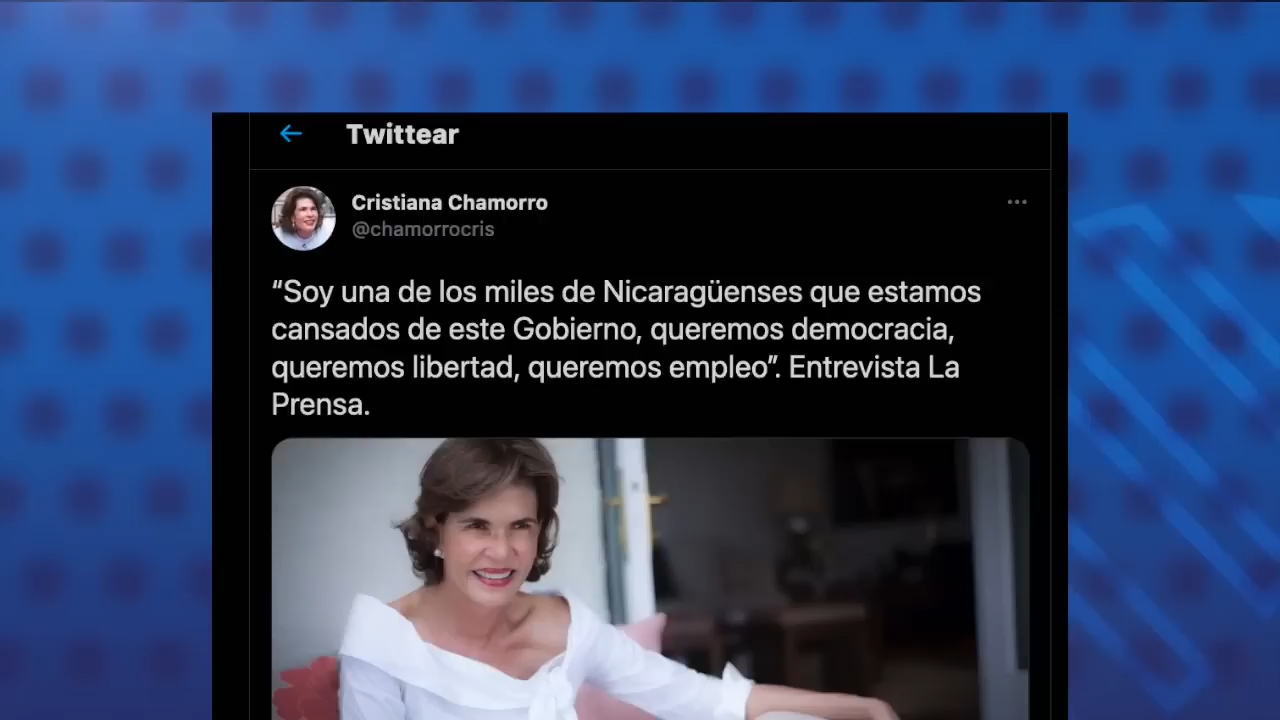 Twittear
Cristiana Chamorro
@chamorrocris
“Soy una de los miles de Nicaragüenses que estamos
cansados de este Gobierno, queremos democracia,
queremos libertad, queremos empleo”. Entrevista La
Prensa.